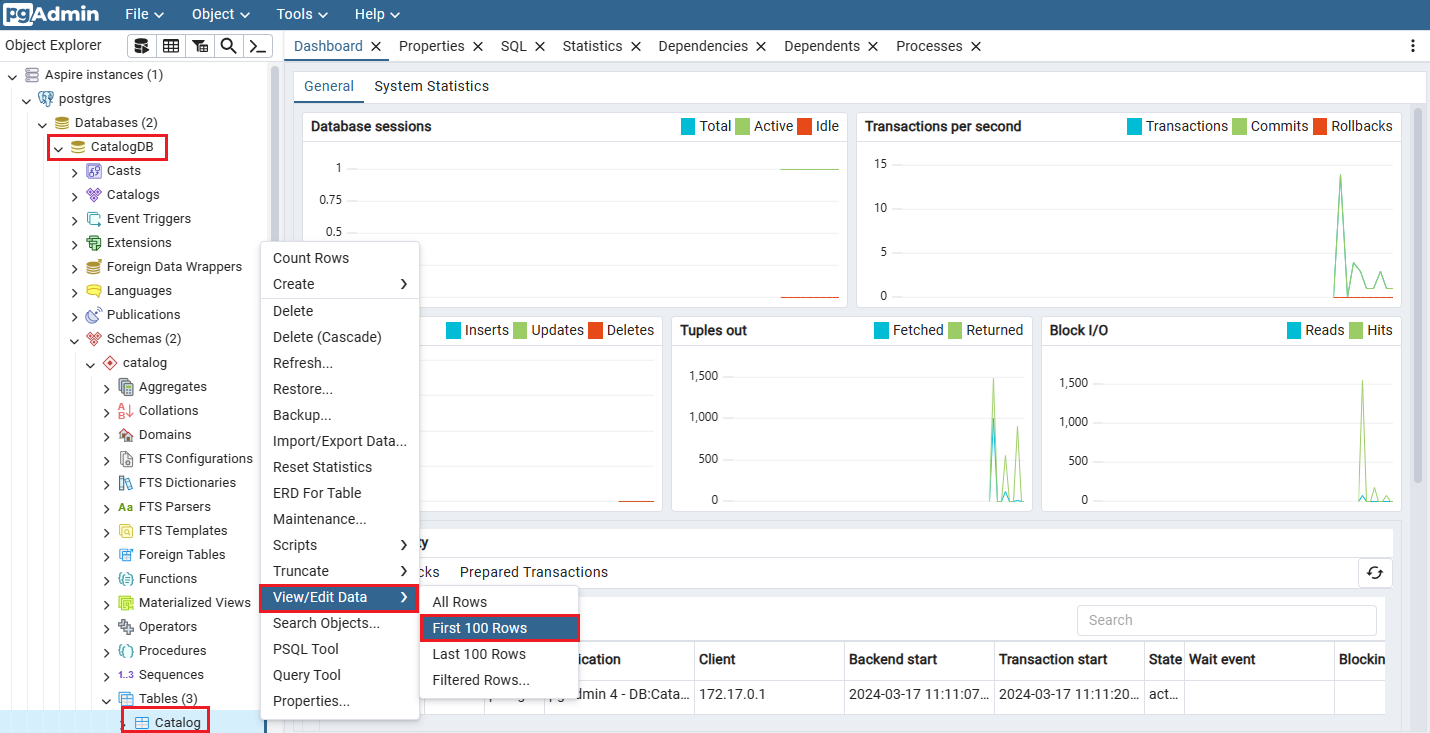 pgAdmin File Object Tools Help
Object Explorer
Dashboard Properties SQL Statistics Dependencies Dependents Processes
Aspire instances (1)
postgres
Databases (2)
CatalogDB
Casts
Catalogs
Event Triggers
Extensions
Foreign Data Wrappers
Languages
Publications
Schemas (2)
catalog
Aggregates
Collations
Domains
FTS Configurations
FTS Dictionaries
FTS Parsers
FTS Templates
Foreign Tables
Functions
Materialized Views
Operators
Procedures
1..3 Sequences
Tables (3)
Catalog
General System Statistics
Database sessions Total Active Idle
1
0.75
0.5
Transactions per second Transactions Commits Rollbacks
15
10
5
0
Inserts Updates Deletes
Tuples out Fetched Returned
1,500
1,000
500
0
Block I/O Reads Hits
1,500
1,000
500
0
Count Rows
Create
Delete
Delete (Cascade)
Refresh...
Restore...
Backup...
Import/Export Data...
Reset Statistics
ERD For Table
Maintenance...
Scripts
Truncate
View/Edit Data
Search Objects...
PSQL Tool
Query Tool
Properties...
All Rows
First 100 Rows
Last 100 Rows
Filtered Rows...
Prepared Transactions
Search
Client Backend start Transaction start State Wait event Blockin
dmin 4 - DB:Cata... 172.17.0.1 2024-03-17 11:11:07... 2024-03-17 11:11:20... act...